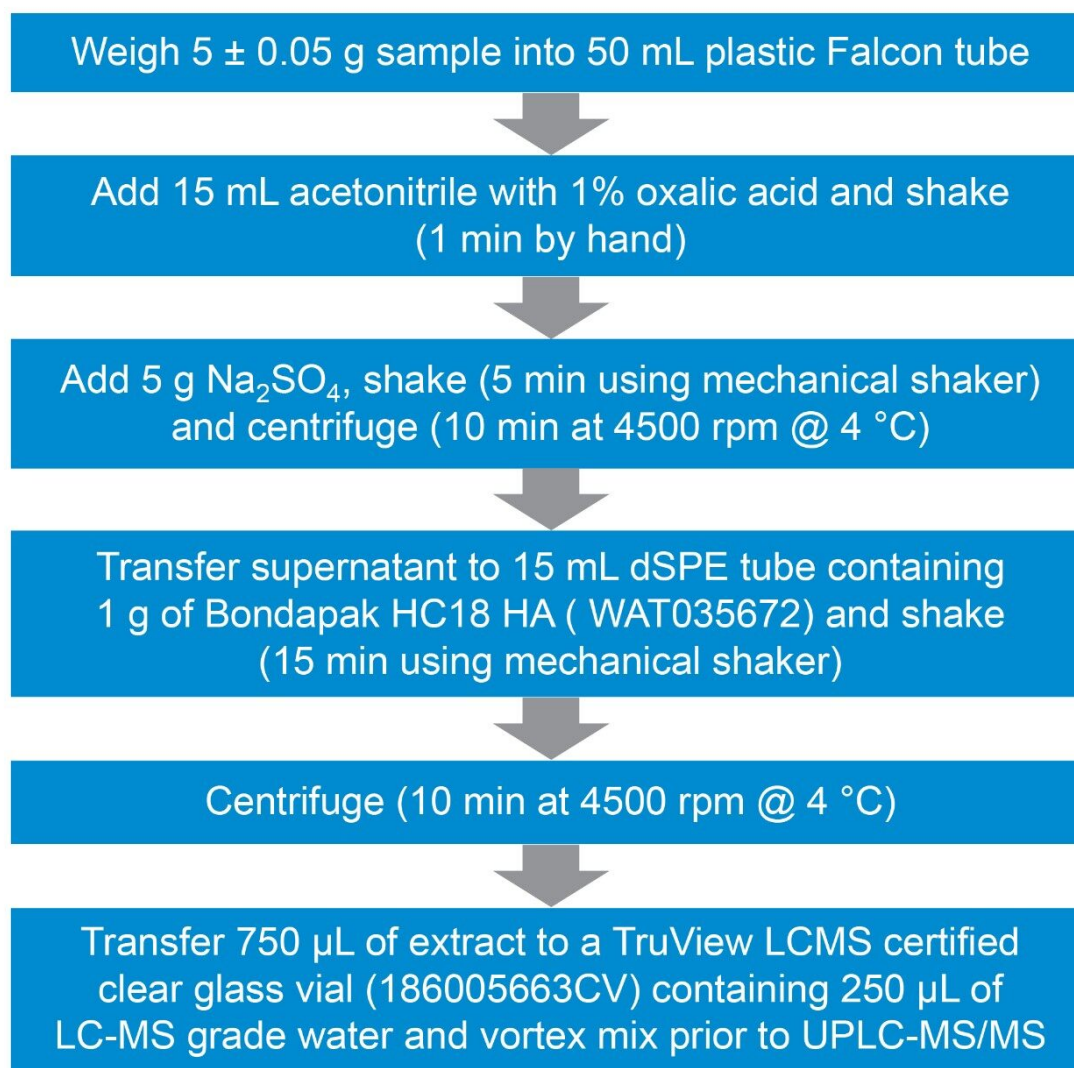 Weigh 5 ± 0.05 g sample into 50 mL plastic Falcon tube
Add 15 mL acetonitrile with 1% oxalic acid and shake
(1 min by hand)
Add 5 g Na₂SO₄, shake (5 min using mechanical shaker)
and centrifuge (10 min at 4500 rpm @ 4 °C)
Transfer supernatant to 15 mL dSPE tube containing
1 g of Bondapak HC18 HA ( WAT035672) and shake
(15 min using mechanical shaker)
Centrifuge (10 min at 4500 rpm @ 4 °C)
Transfer 750 µL of extract to a TruView LCMS certified
clear glass vial (186005663CV) containing 250 µL of
LC-MS grade water and vortex mix prior to UPLC-MS/MS